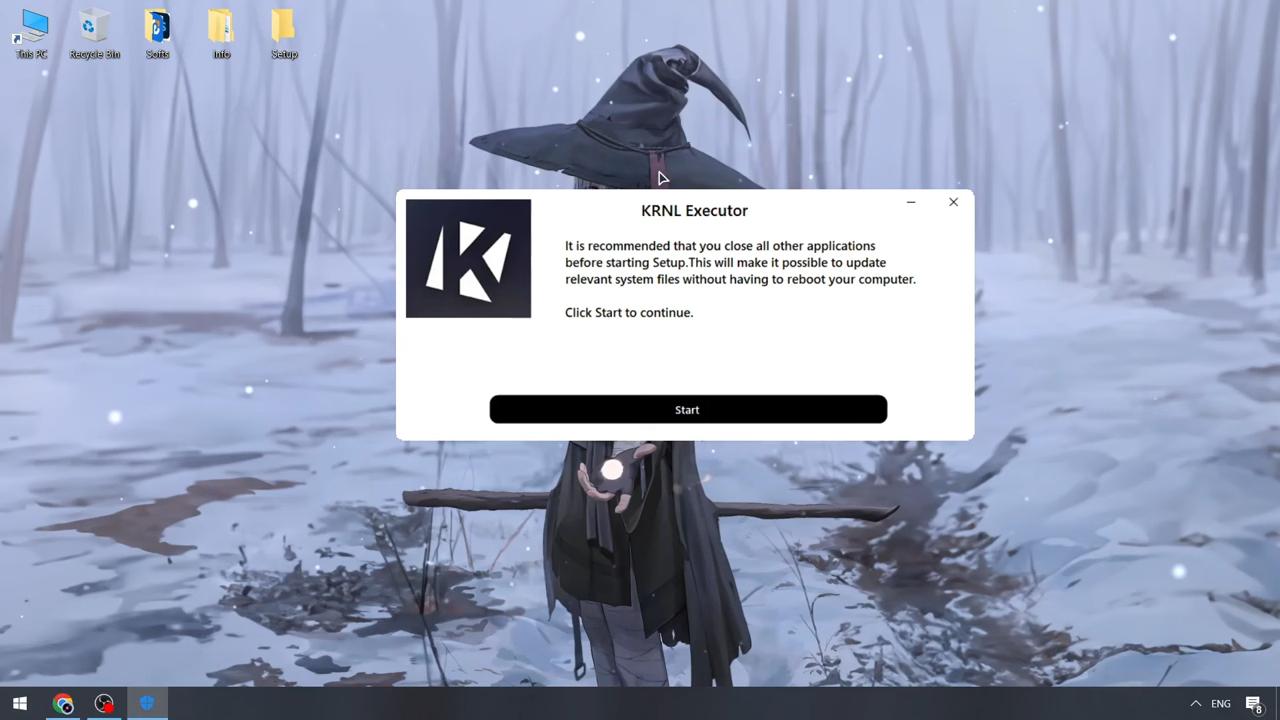 This PC
Recycle Bin
Softs
Info
Setup
KRNL Executor
It is recommended that you close all other applications
before starting Setup.This will make it possible to update
relevant system files without having to reboot your computer.
Click Start to continue.
Start
ENG
8